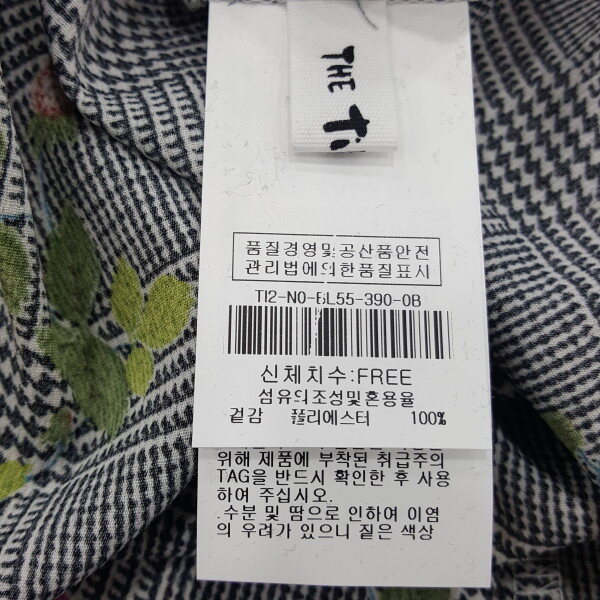 THE Ti
품질경영및공산품안전
관리법에의한품질표시
TI2-NO-BL55-390-0B
신체치수:FREE
섬유의조성및혼용율
겉감 폴리에스터 100%
위해 제품에 부착된 취급주의
TAG을 반드시 확인한 후 사용
하여 주십시오.
.수분 및 땀으로 인하여 이염
의 우려가 있으니 짙은 색상